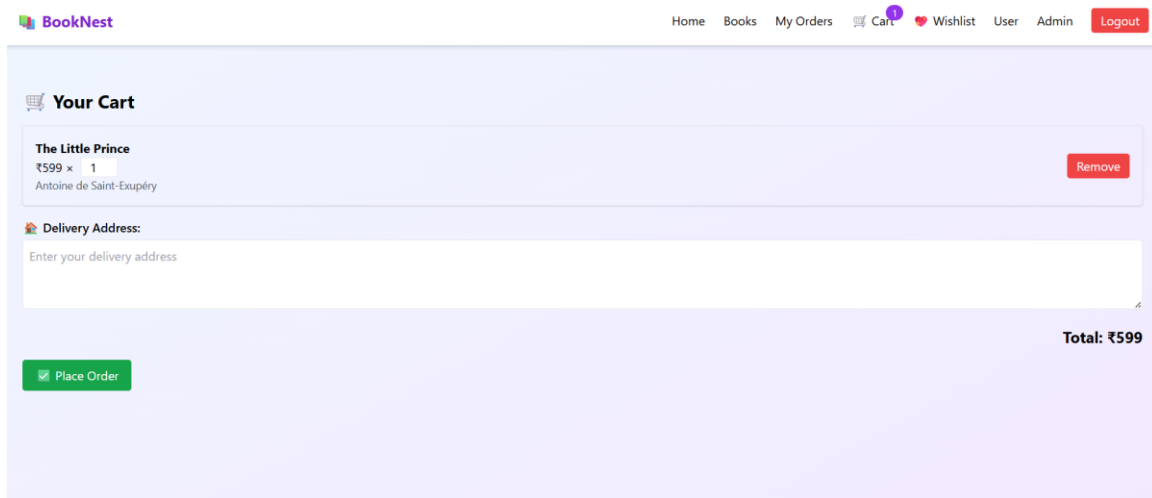 BookNest
Home Books My Orders Cart 1 Wishlist User Admin Logout
Your Cart
The Little Prince
₹599 × 1
Antoine de Saint-Exupéry
Remove
Delivery Address:
Enter your delivery address
Total: ₹599
Place Order